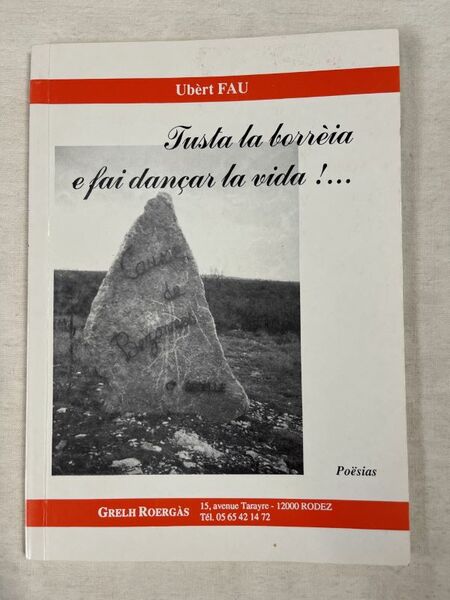 Ubèrt FAU
Tusta la borrèia
e fai dançar la vida !...
de
Poësias
GRELH ROERGÀS
15, avenue Tarayre - 12000 RODEZ
Tél. 05 65 42 14 72